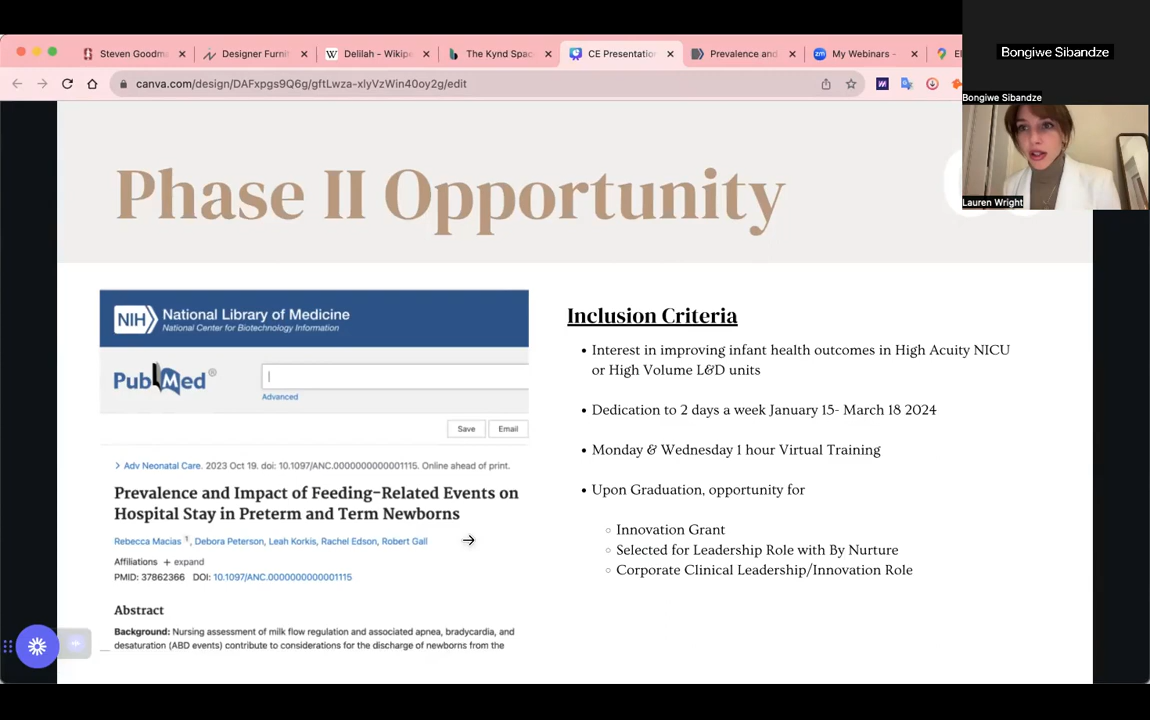 Steven Goodm
Designer Furni
Delilah - Wikipe
The Kynd Spac
CE Presentatio
Prevalence and
My Webinars -
El
canva.com/design/DAFxpgs9Q6g/gftLwza-xlyVzWin40oy2g/edit
Bongiwe Sibandze
Bongiwe Sibandze
Lauren Wright
Phase II Opportunity
NIH National Library of Medicine
National Center for Biotechnology Information
PubMed®
Advanced
Save Email
Adv Neonatal Care. 2023 Oct 19. doi: 10.1097/ANC.0000000000001115. Online ahead of print.
Prevalence and Impact of Feeding-Related Events on
Hospital Stay in Preterm and Term Newborns
Rebecca Macias 1, Debora Peterson, Leah Korkis, Rachel Edson, Robert Gall
Affiliations + expand
PMID: 37862366 DOI: 10.1097/ANC.0000000000001115
Abstract
Background: Nursing assessment of milk flow regulation and associated apnea, bradycardia, and
desaturation (ABD events) contribute to considerations for the discharge of newborns from the
Inclusion Criteria
• Interest in improving infant health outcomes in High Acuity NICU
or High Volume L&D units
• Dedication to 2 days a week January 15- March 18 2024
• Monday & Wednesday 1 hour Virtual Training
• Upon Graduation, opportunity for
◦ Innovation Grant
◦ Selected for Leadership Role with By Nurture
◦ Corporate Clinical Leadership/Innovation Role